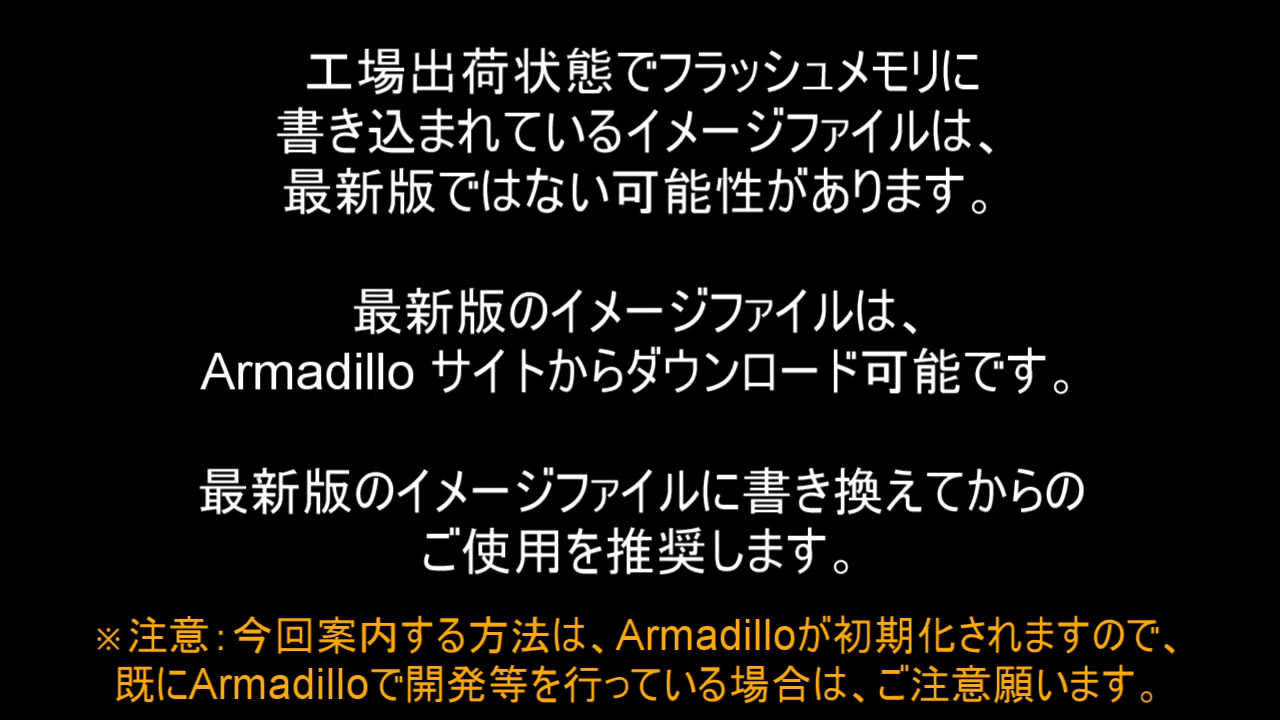 工場出荷状態でフラッシュメモリに
書き込まれているイメージファイルは、
最新版ではない可能性があります。
最新版のイメージファイルは、
Armadillo サイトからダウンロード可能です。
最新版のイメージファイルに書き換えてからの
ご使用を推奨します。
※注意：今回案内する方法は、Armadilloが初期化されますので、
既にArmadilloで開発等を行っている場合は、ご注意願います。